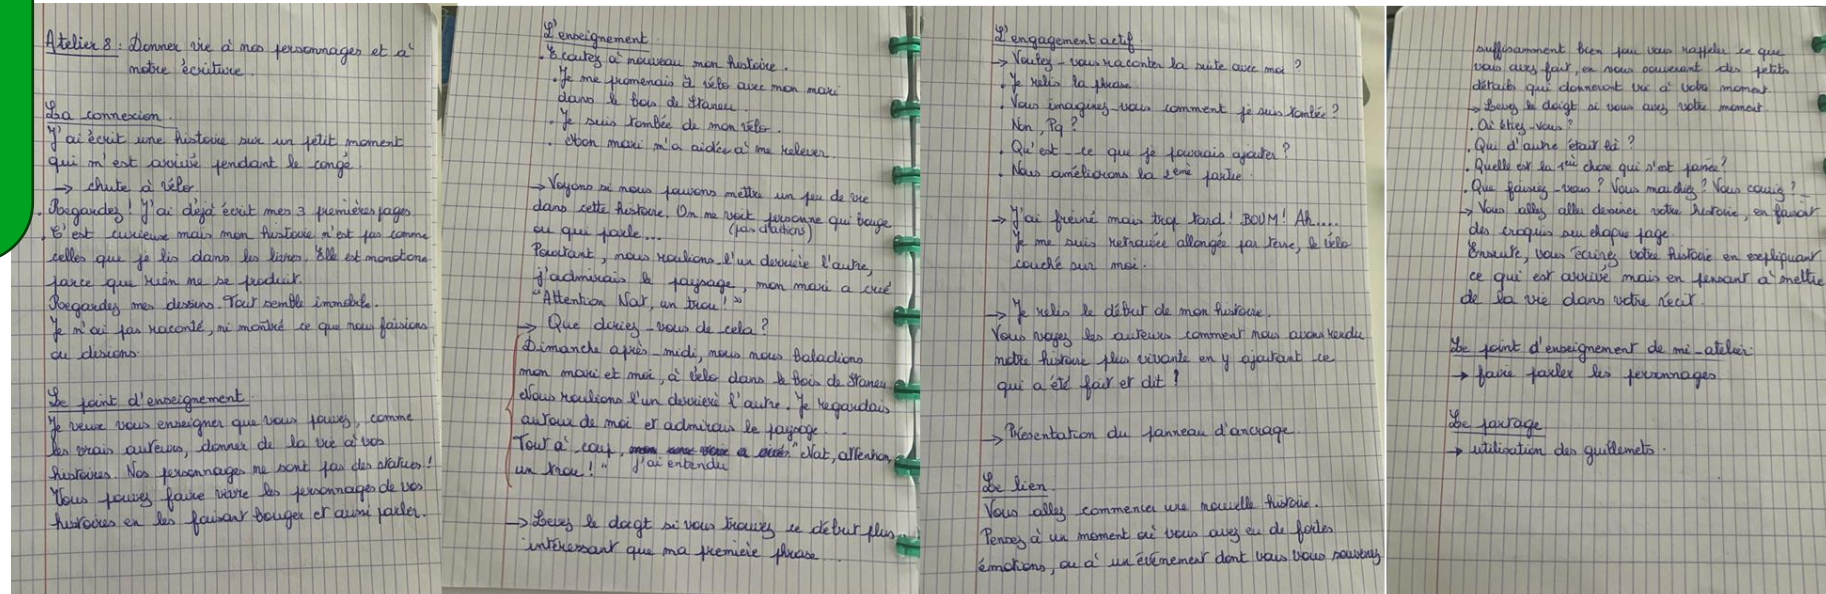 Atelier 8 : Donner vie à nos personnages et à
notre écriture.
La connexion.
J'ai écrit une histoire sur un petit moment
qui m'est arrivé pendant le congé.
→ chute à vélo.
. Regardez ! J'ai déjà écrit mes 3 premières pages
. C'est curieux mais mon histoire n'est pas comme
celles que je lis dans les livres. Elle est monotone
parce que rien ne se produit.
Regardez mes dessins. Tout semble immobile.
Je n'ai pas raconté, ni montré ce que nous faisions
ou disions.
Le point d'enseignement.
Je veux vous enseigner que vous pouvez, comme
les vrais auteurs, donner de la vie à vos
histoires. Nos personnages ne sont pas des statues !
Vous pouvez faire vivre les personnages de vos
histoires en les faisant bouger et aussi parler.
L'enseignement.
. Ecoutez à nouveau mon histoire.
. Je me promenais à vélo avec mon mari
dans le bois de Staneu.
. Je suis tombée de mon vélo.
. Mon mari m'a aidée à me relever.
→ Voyons si nous pouvons mettre un peu de vie
dans cette histoire. On ne voit personne qui bouge
ou qui parle... (pas d'actions)
Pourtant, nous roulions l'un derrière l'autre,
j'admirais le paysage, mon mari a crié
"Attention Nat, un trou ! "
→ Que diriez-vous de cela ?
Dimanche après-midi, nous nous baladions
mon mari et moi, à vélo dans le bois de Staneu
Nous roulions l'un derrière l'autre. Je regardais
autour de moi et admirais le paysage...
Tout à coup, "Nat, attention,
un trou ! " j'ai entendu
→ Levez le doigt si vous trouvez ce début plus
intéressant que ma première phrase...
L'engagement actif.
→ Voulez-vous raconter la suite avec moi ?
. Je relis la phrase.
. Vous imaginez-vous comment je suis tombée ?
Non, Pq ?
. Qu'est-ce que je pourrais ajouter ?
. Nous améliorons la 2ème partie.
→ J'ai freiné mais trop tard ! BOUM ! Ah....
Je me suis retrouvée allongée par terre, le vélo
couché sur moi.
→ Je relis le début de mon histoire.
Vous voyez les auteurs comment nous avons rendu
notre histoire plus vivante en y ajoutant ce
qui a été fait et dit !
→ Présentation du panneau d'ancrage.
Le lien.
Vous allez commencer une nouvelle histoire.
Pensez à un moment où vous avez eu de fortes
émotions, ou à un événement dont vous vous souvenez
suffisamment bien pour vous rappeler ce que
vous avez fait, en vous souvenant des petits
détails qui donneront vie à votre moment.
→ Levez le doigt si vous avez votre moment
. Où étiez-vous ?
. Qui d'autre était là ?
. Quelle est la 1ère chose qui s'est passée ?
. Que faisiez-vous ? Vous marchiez ? Vous couriez ?
→ Vous allez aller dessiner votre histoire, en faisant
des croquis sur chaque page.
Ensuite, vous écrirez votre histoire en expliquant
ce qui est arrivé mais en pensant à mettre
de la vie dans votre récit.
Le point d'enseignement de mi-atelier.
→ faire parler les personnages
Le partage
→ utilisation des guillemets.